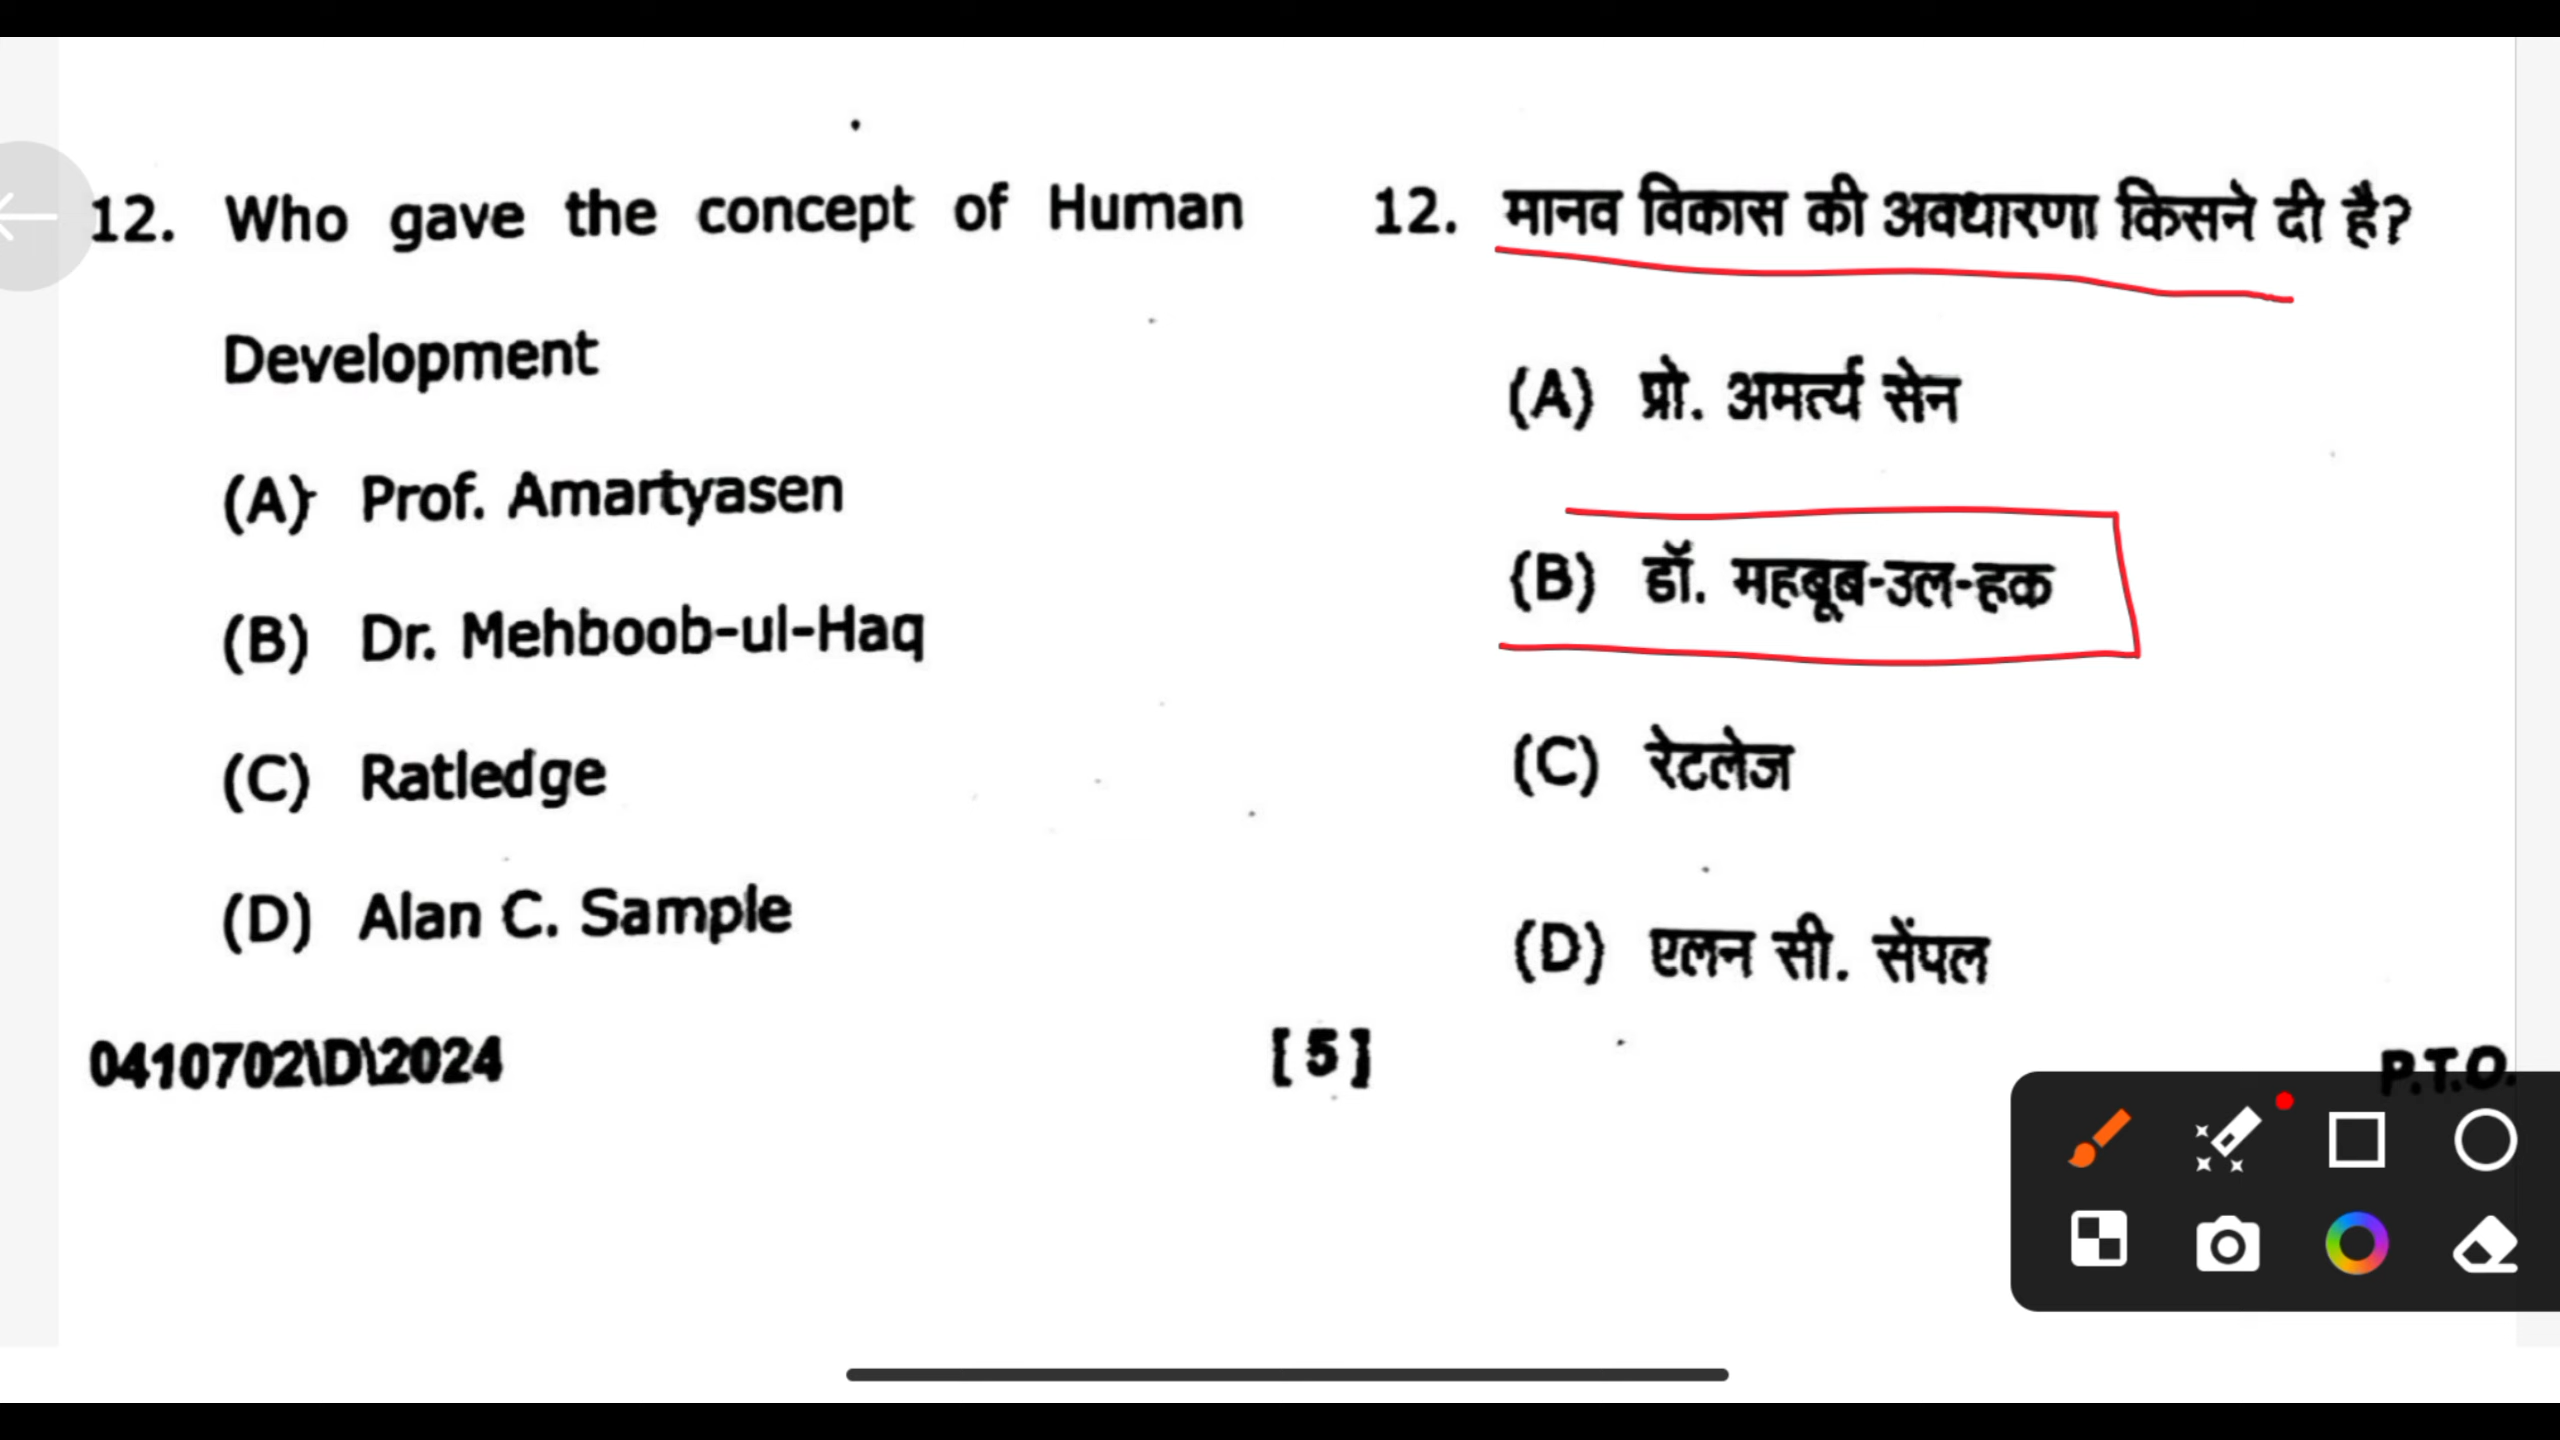 12. Who gave the concept of Human
Development
(A) Prof. Amartyasen
(B) Dr. Mehboob-ul-Haq
(C) Ratledge
(D) Alan C. Sample
12. मानव विकास की अवधारणा किसने दी है?
(A) प्रो. अमर्त्य सेन
(B) डॉ. महबूब-उल-हक
(C) रेटलेज
(D) एलन सी. सेंपल
0410702\D\2024
[ 5 ]
P.T.O.